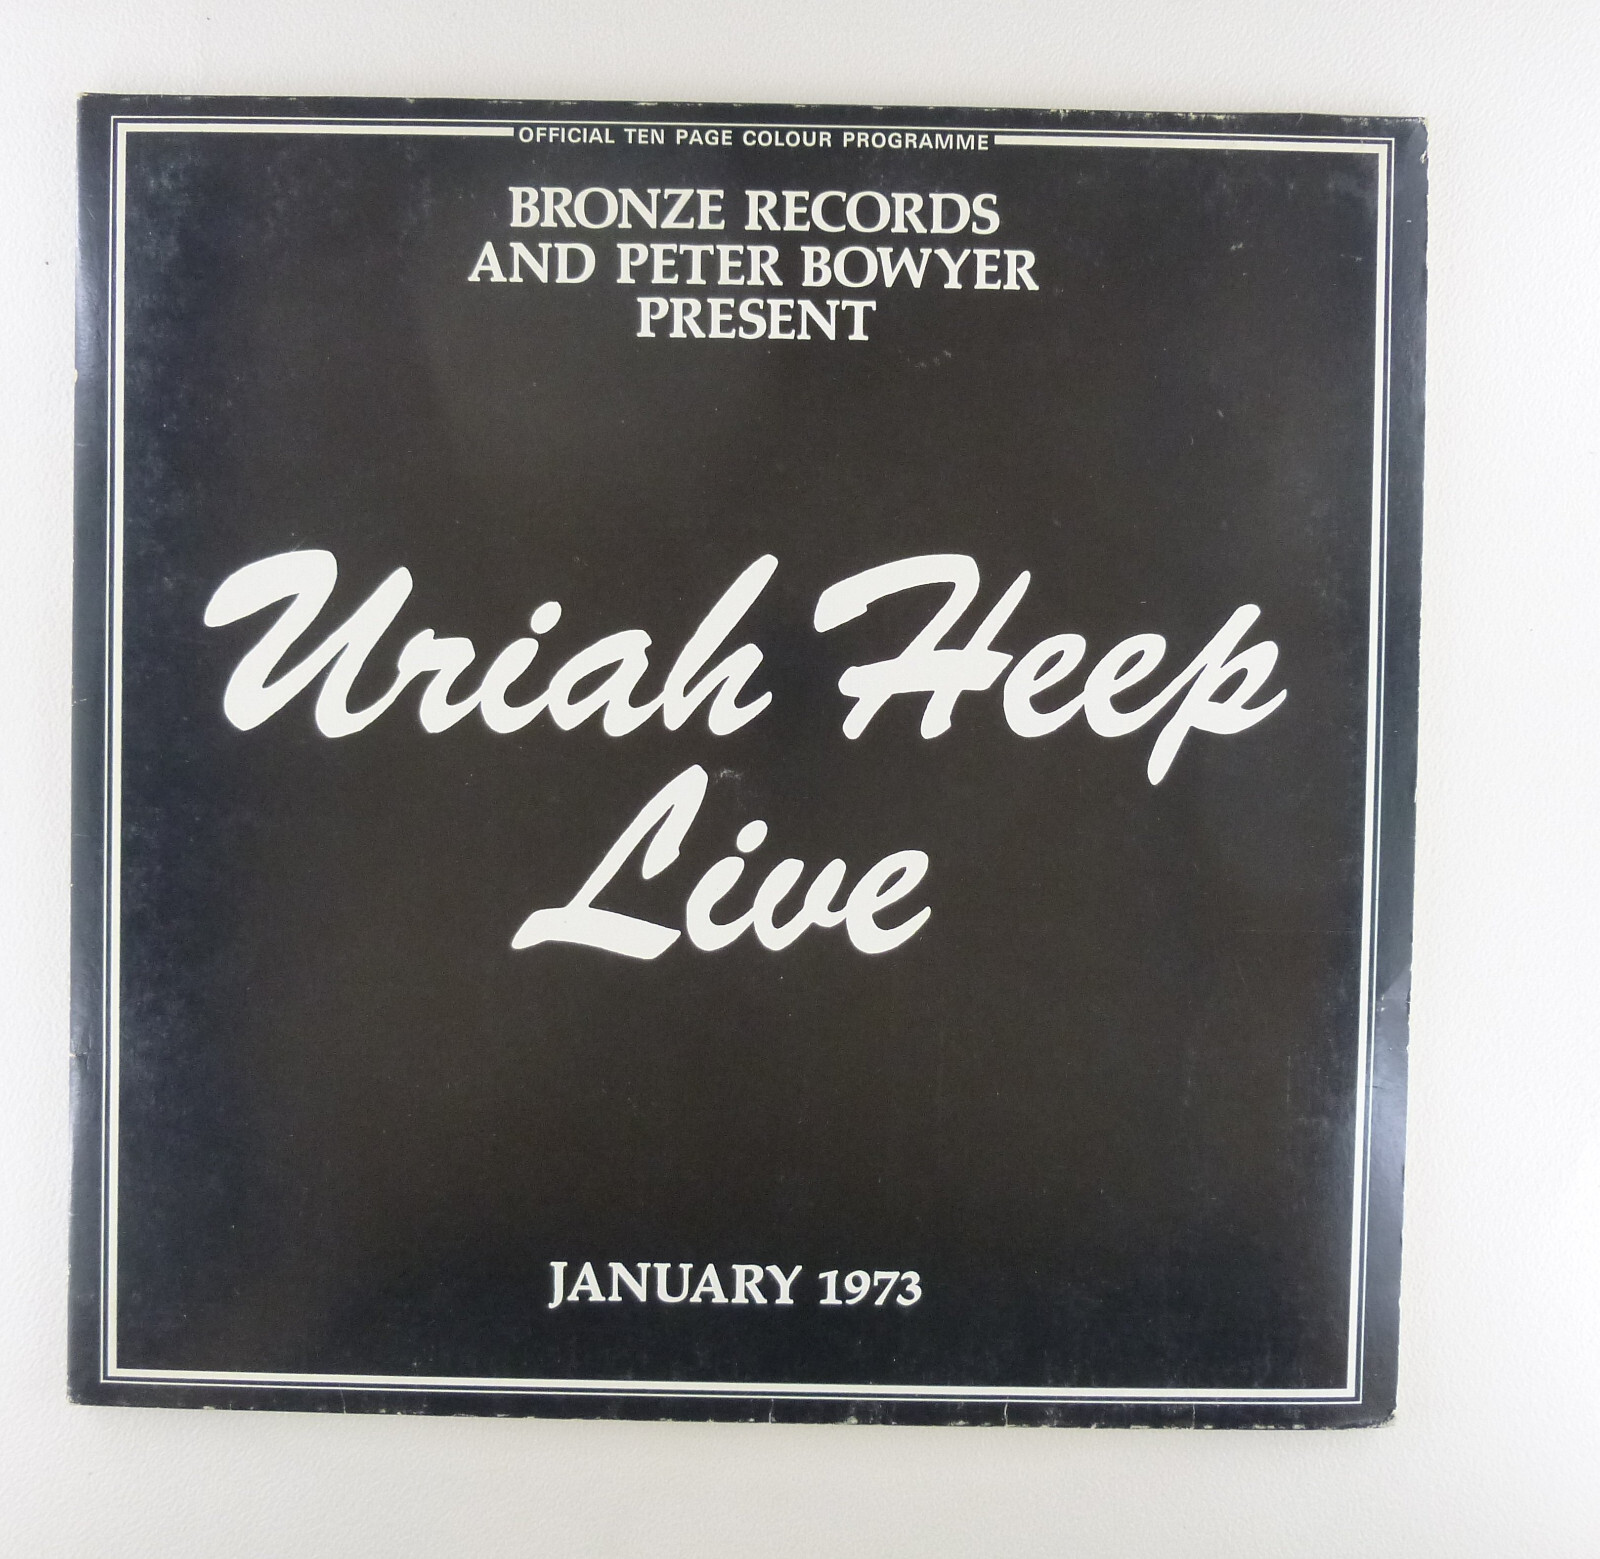 OFFICIAL TEN PAGE COLOUR PROGRAMME
BRONZE RECORDS
AND PETER BOWYER
PRESENT
Uriah Heep
Live
JANUARY 1973